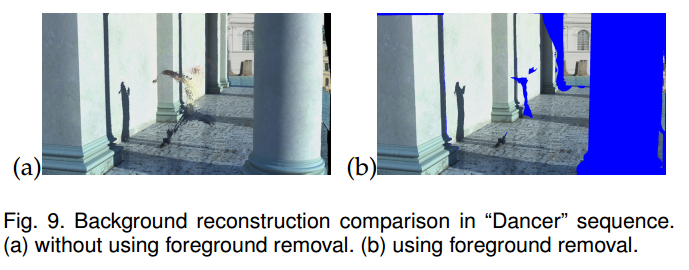 (a)
(b)
Fig. 9. Background reconstruction comparison in “Dancer” sequence.
(a) without using foreground removal. (b) using foreground removal.